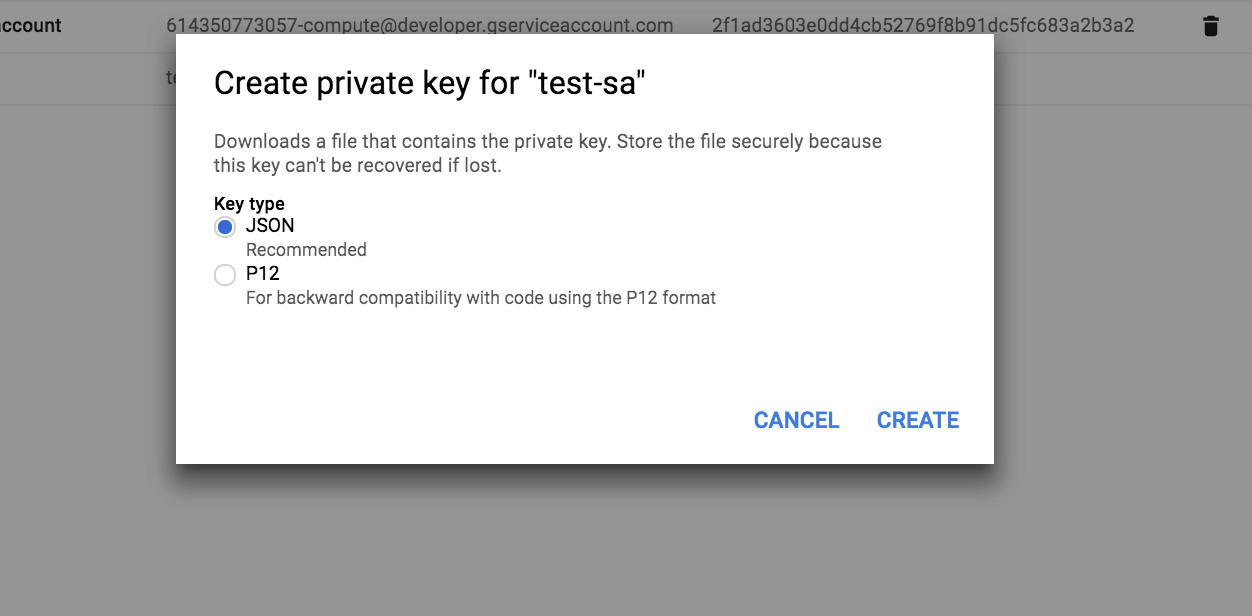 account 614350773057-compute@developer.gserviceaccount.com 2f1ad3603e0dd4cb52769f8b91dc5fc683a2b3a2
Create private key for "test-sa"
Downloads a file that contains the private key. Store the file securely because
this key can't be recovered if lost.
Key type
JSON
Recommended
P12
For backward compatibility with code using the P12 format
CANCEL CREATE